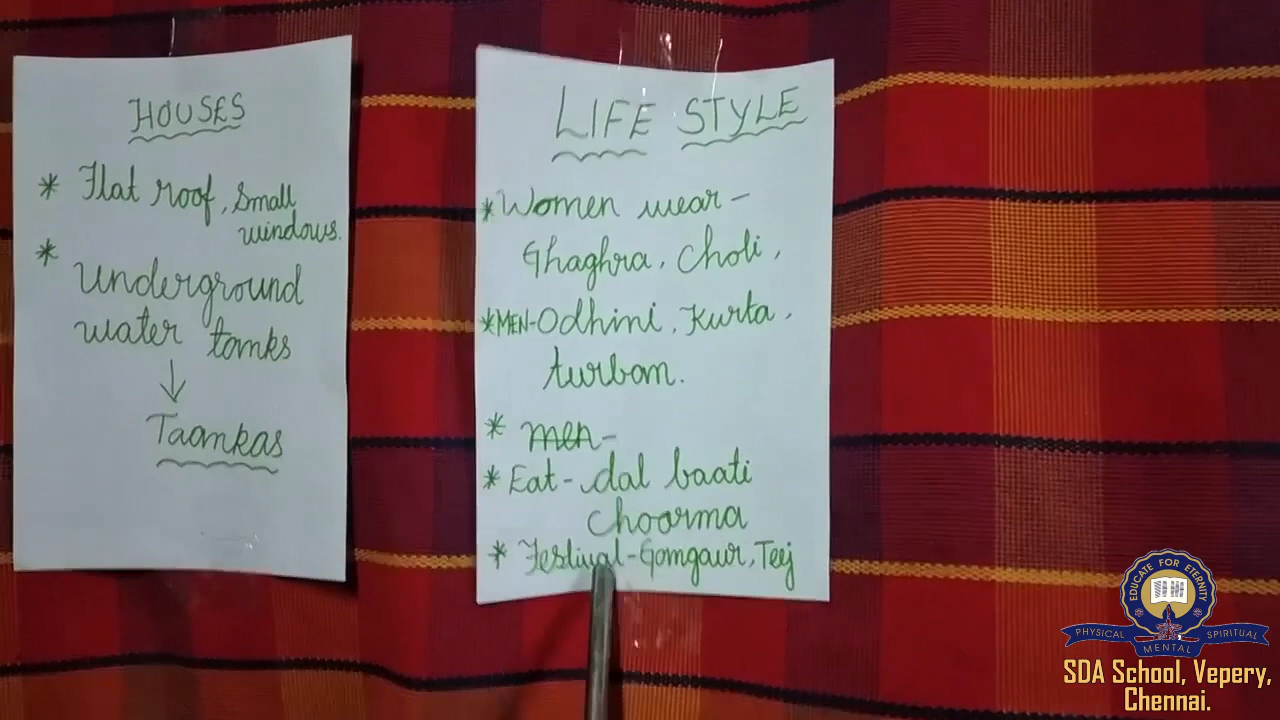 HOUSES
* Flat roof, Small
windows.
*
Underground
water tanks
↓
Taankas
LIFE STYLE
* Women wear -
Ghaghra, Choli,
* MEN - Odhini, Kurta,
turban.
* men -
* Eat - dal baati
choorma
* Festival - Gomgaur, Teej
EDUCATE FOR ETERNITY
PHYSICAL MENTAL SPIRITUAL
SDA School, Vepery,
Chennai.